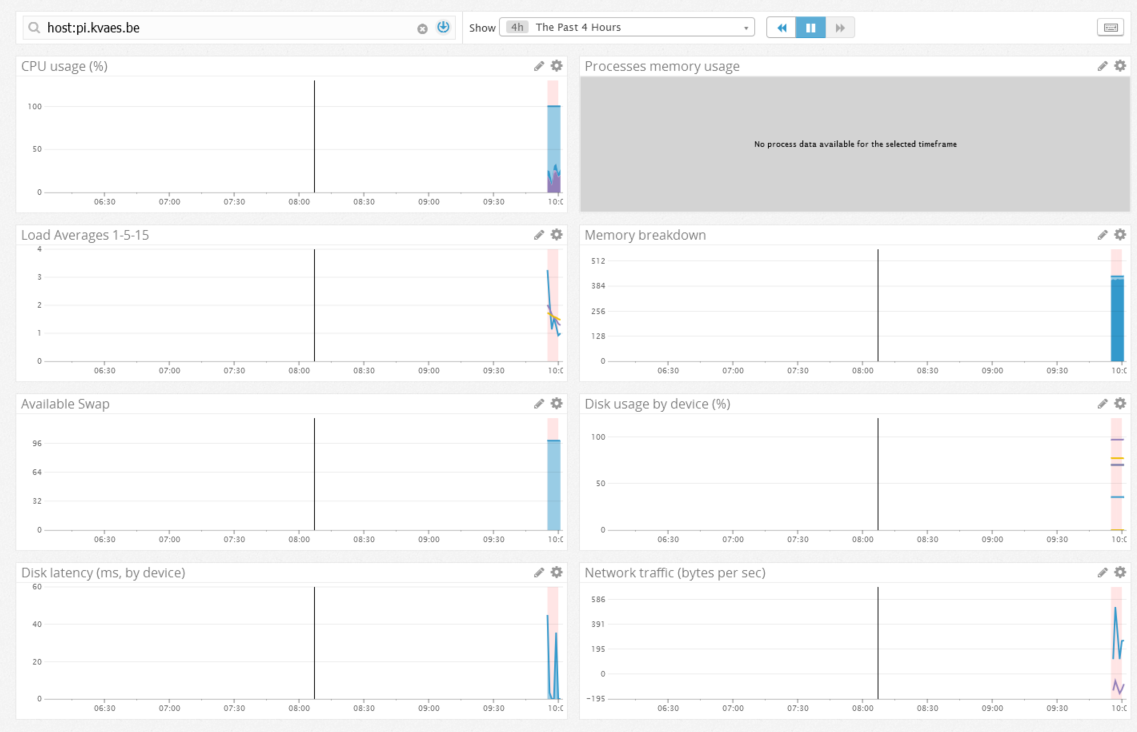 host:pi.kvaes.be
Show 4h The Past 4 Hours
CPU usage (%)
100
50
0
06:30 07:00 07:30 08:00 08:30 09:00 09:30 10:0
Processes memory usage
No process data available for the selected timeframe
Load Averages 1-5-15
4
3
2
1
0
06:30 07:00 07:30 08:00 08:30 09:00 09:30 10:0
Memory breakdown
512
384
256
128
0
06:30 07:00 07:30 08:00 08:30 09:00 09:30 10:0
Available Swap
96
64
32
0
06:30 07:00 07:30 08:00 08:30 09:00 09:30 10:0
Disk usage by device (%)
100
50
0
06:30 07:00 07:30 08:00 08:30 09:00 09:30 10:0
Disk latency (ms, by device)
60
40
20
0
06:30 07:00 07:30 08:00 08:30 09:00 09:30 10:0
Network traffic (bytes per sec)
586
391
195
0
−195
06:30 07:00 07:30 08:00 08:30 09:00 09:30 10:0